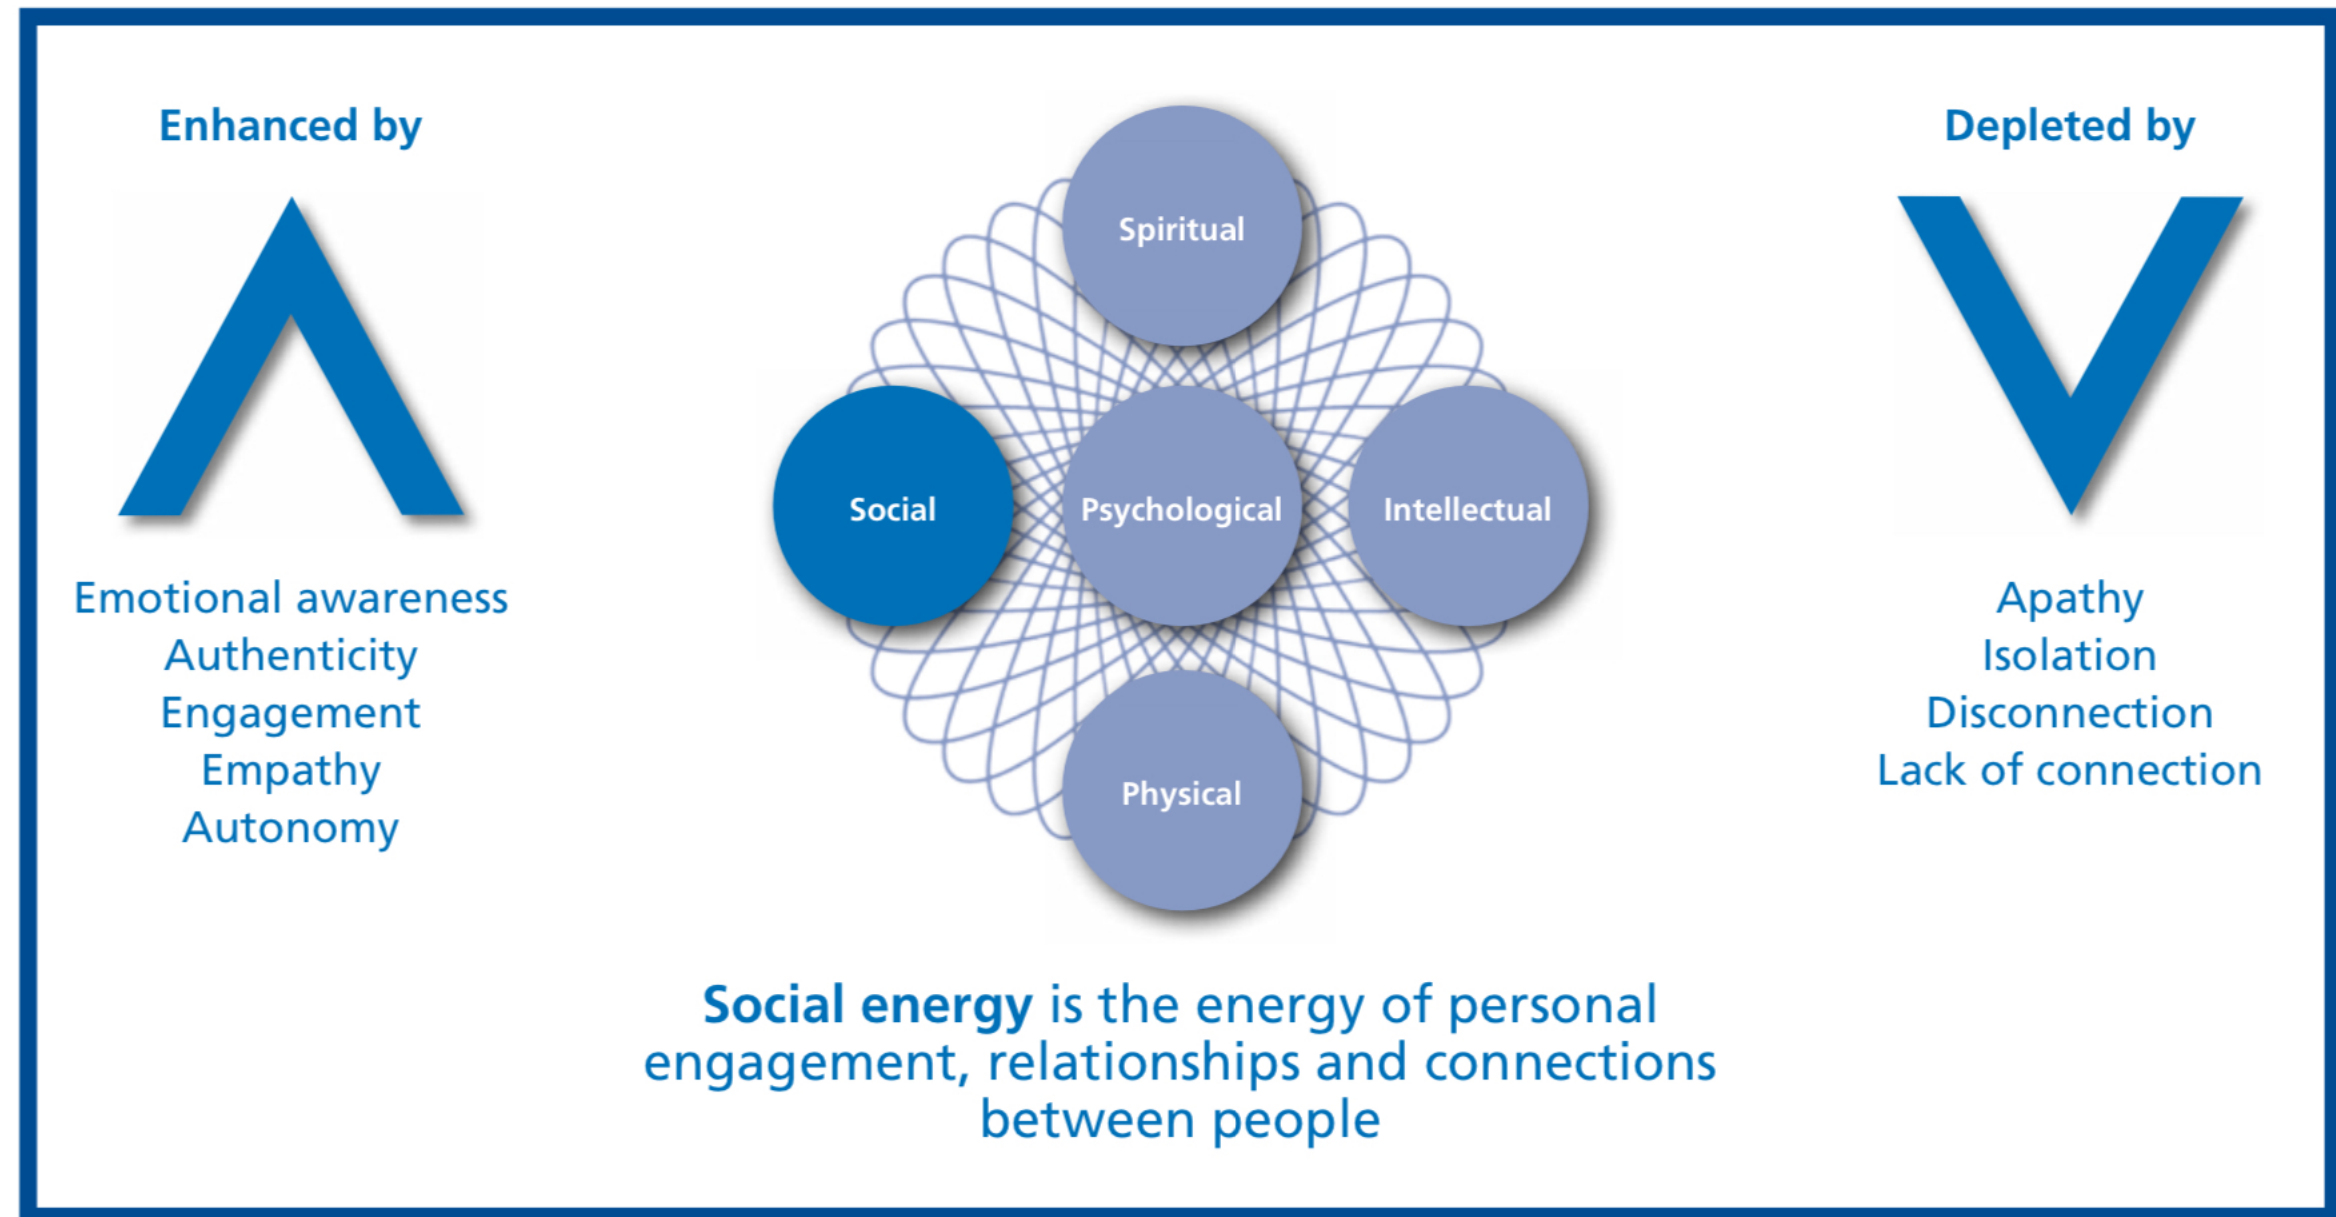 Enhanced by
Emotional awareness
Authenticity
Engagement
Empathy
Autonomy
Spiritual
Social
Psychological
Intellectual
Physical
Depleted by
Apathy
Isolation
Disconnection
Lack of connection
Social energy is the energy of personal
engagement, relationships and connections
between people